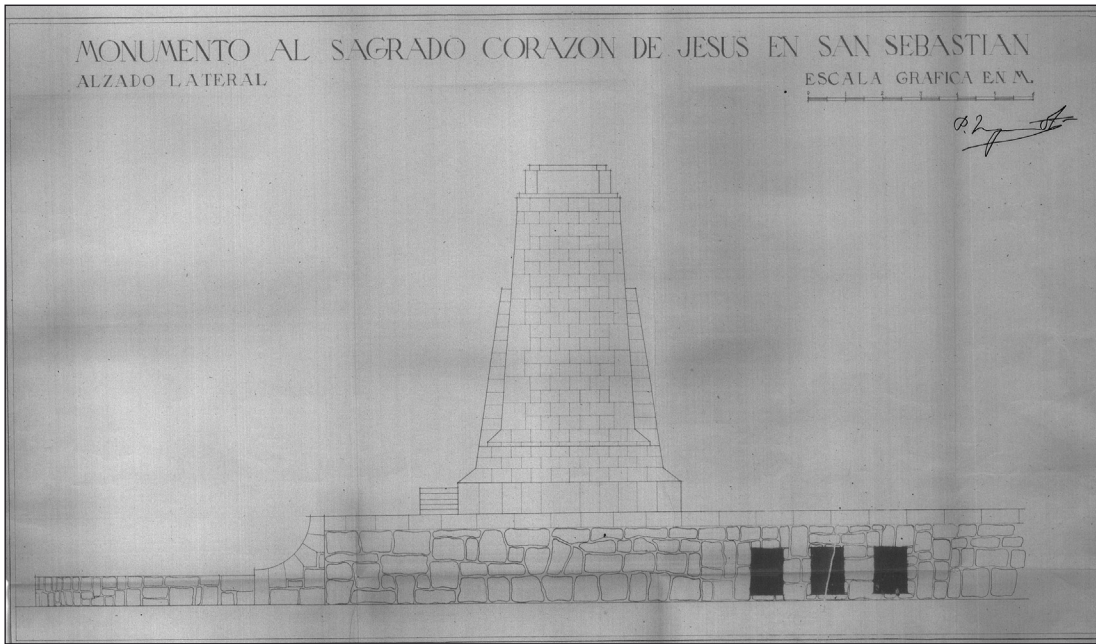 MONUMENTO AL SAGRADO CORAZON DE JESUS EN SAN SEBASTIAN
ALZADO LATERAL
ESCALA GRAFICA EN M.